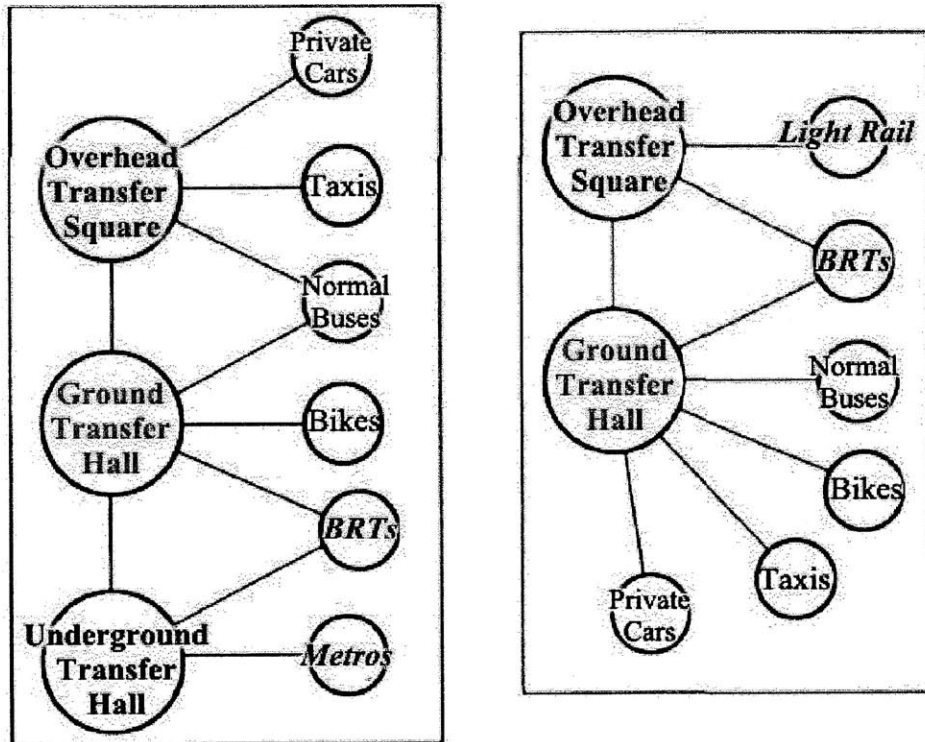 Private
Cars
Overhead
Transfer
Square
Taxis
Normal
Buses
Ground
Transfer
Hall
Bikes
BRTs
Underground
Transfer
Hall
Metros
Overhead
Transfer
Square
Light Rail
BRTs
Ground
Transfer
Hall
Normal
Buses
Bikes
Taxis
Private
Cars